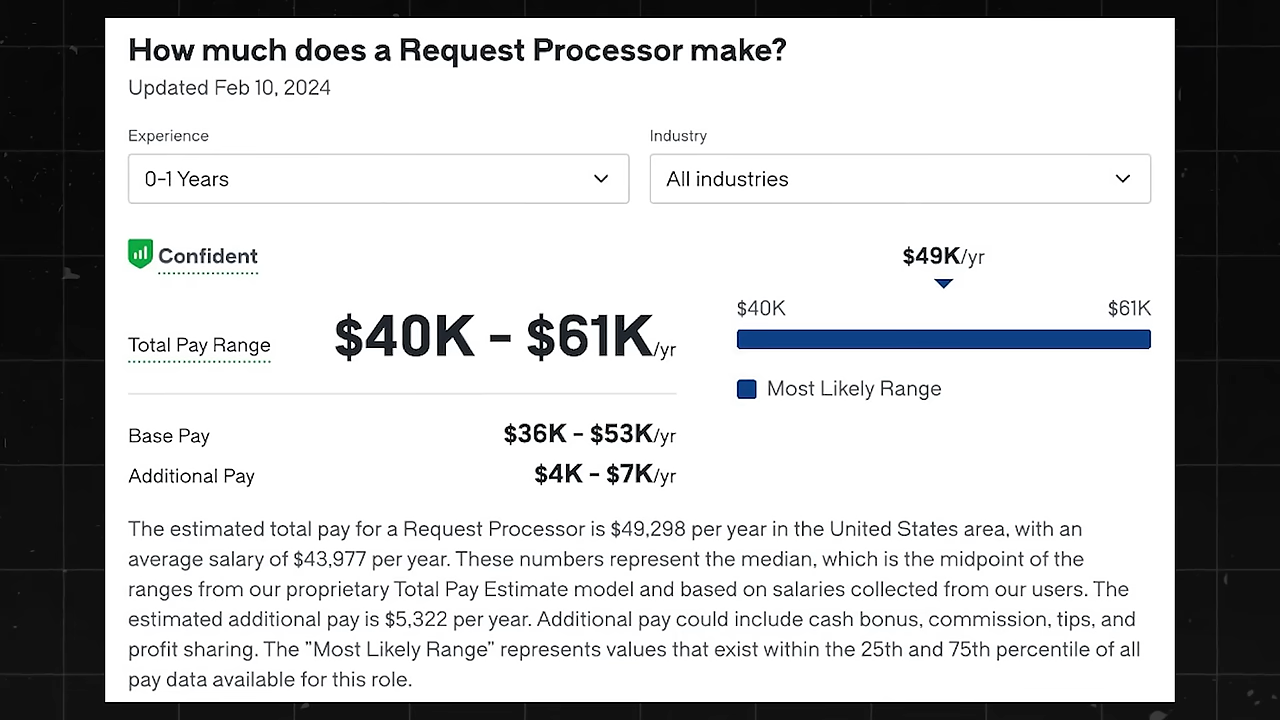 How much does a Request Processor make?
Updated Feb 10, 2024
Experience
Industry
0-1 Years
All industries
Confident
$49K/yr
$40K
$61K
Total Pay Range
$40K - $61K/yr
Most Likely Range
Base Pay
$36K - $53K/yr
Additional Pay
$4K - $7K/yr
The estimated total pay for a Request Processor is $49,298 per year in the United States area, with an
average salary of $43,977 per year. These numbers represent the median, which is the midpoint of the
ranges from our proprietary Total Pay Estimate model and based on salaries collected from our users. The
estimated additional pay is $5,322 per year. Additional pay could include cash bonus, commission, tips, and
profit sharing. The "Most Likely Range" represents values that exist within the 25th and 75th percentile of all
pay data available for this role.